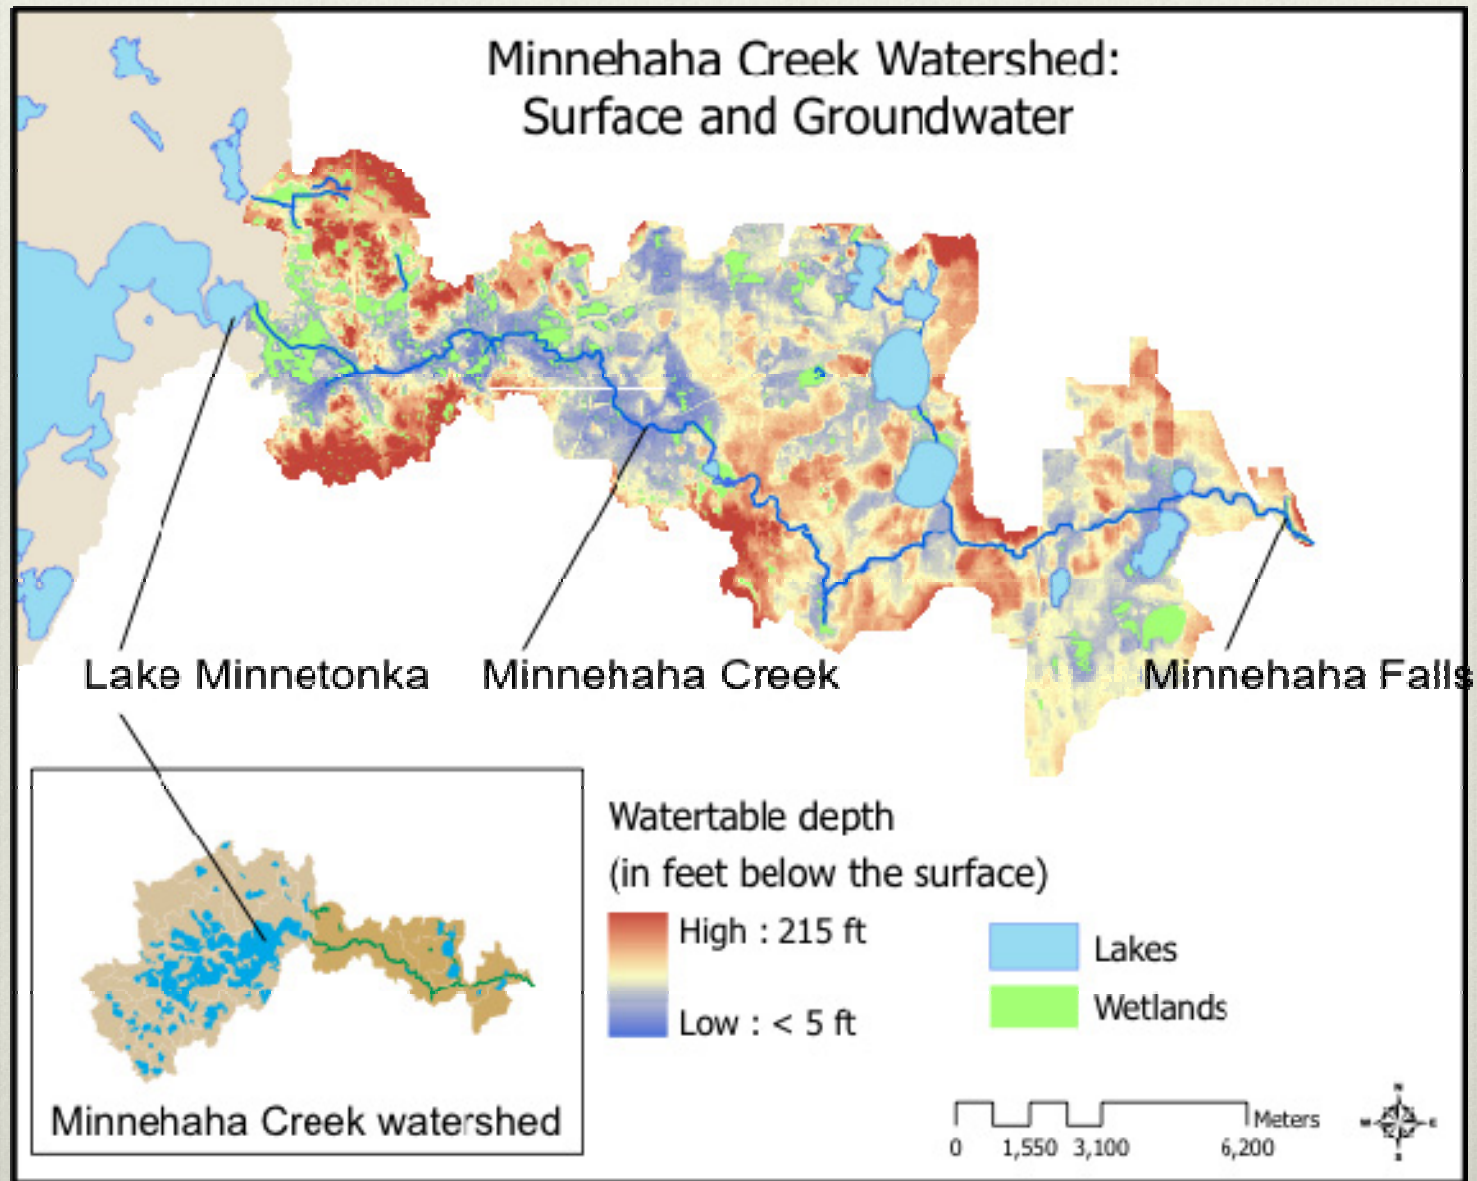 Minnehaha Creek Watershed:
Surface and Groundwater
Lake Minnetonka
Minnehaha Creek
Minnehaha Falls
Watertable depth
(in feet below the surface)
High : 215 ft
Low : < 5 ft
Lakes
Wetlands
Minnehaha Creek watershed
Meters
0 1,550 3,100 6,200
N
W E
S